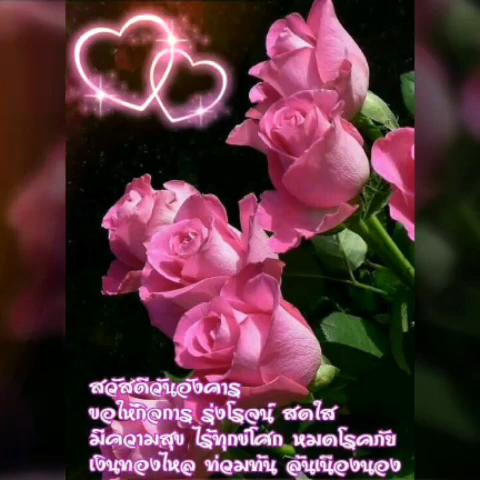 สวัสดีวันอังคาร
ขอให้กิจการ รุ่งโรจน์ สดใส
มีความสุข ไร้ทุกข์โศก หมดโรคภัย
เงินทองไหล ท่วมท้น ล้นเนืองนอง